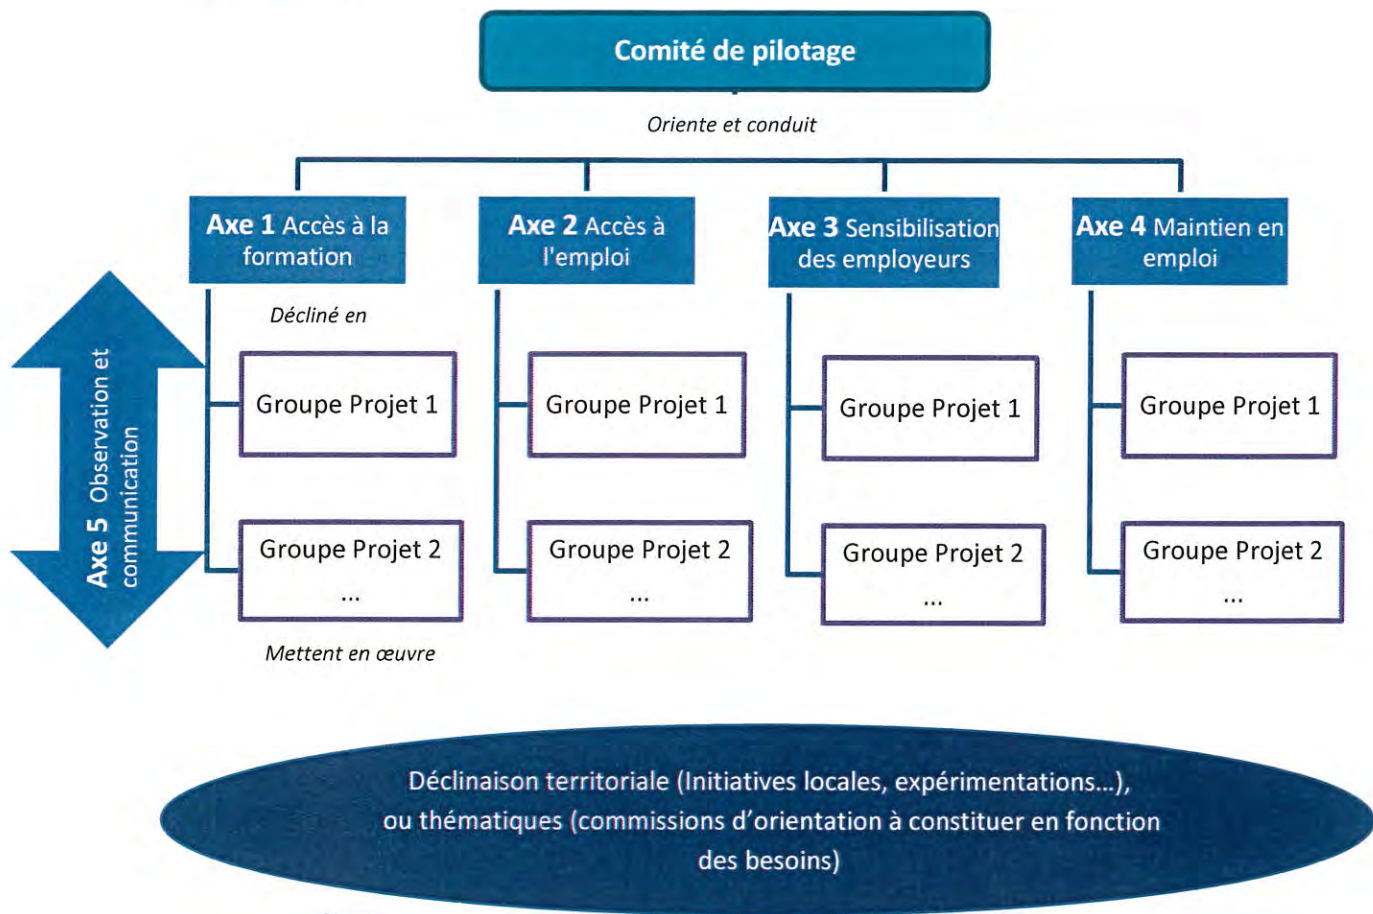 Comité de pilotage
Oriente et conduit
Axe 1 Accès à la
formation
Axe 2 Accès à
l'emploi
Axe 3 Sensibilisation
des employeurs
Axe 4 Maintien en
emploi
Décliné en
Axe 5 Observation et
communication
Groupe Projet 1
Groupe Projet 1
Groupe Projet 1
Groupe Projet 1
Groupe Projet 2
...
Groupe Projet 2
...
Groupe Projet 2
...
Groupe Projet 2
...
Mettent en œuvre
Déclinaison territoriale (Initiatives locales, expérimentations...),
ou thématiques (commissions d'orientation à constituer en fonction
des besoins)